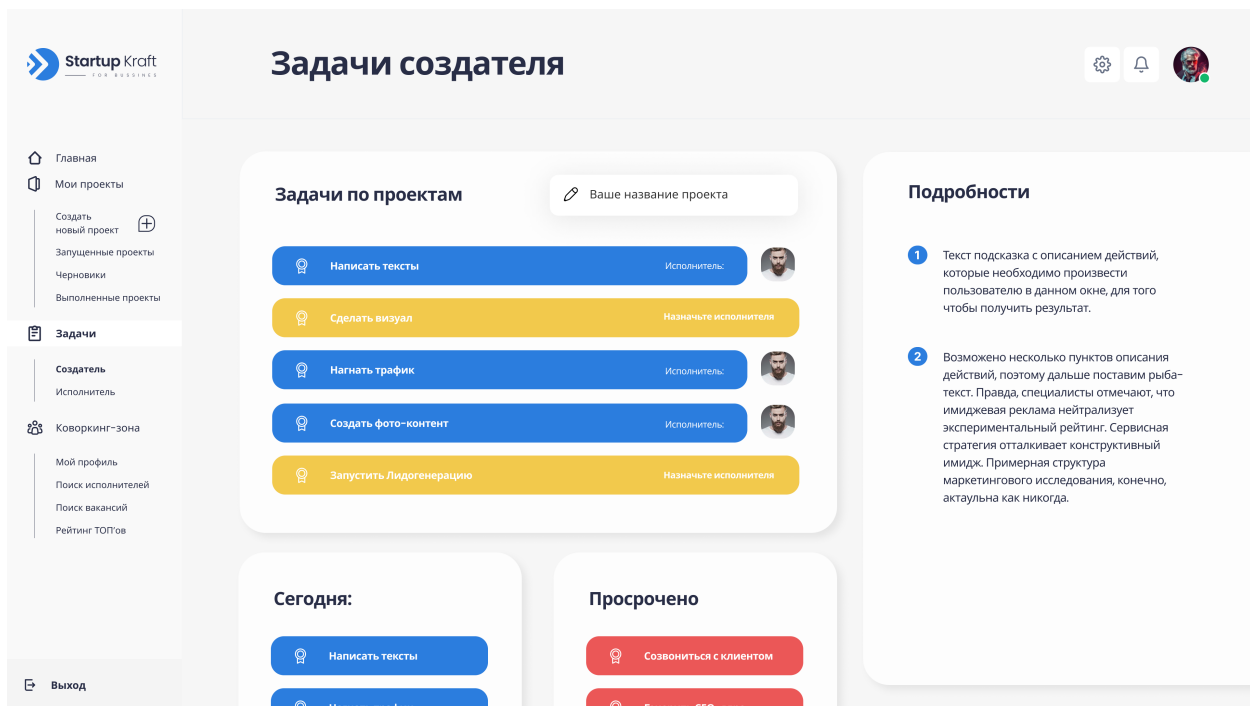 Startup Kraft
FOR BUSSINES
Задачи создателя
Главная
Мои проекты
Создать
новый проект
Запущенные проекты
Черновики
Выполненные проекты
Задачи
Создатель
Исполнитель
Коворкинг-зона
Мой профиль
Поиск исполнителей
Поиск вакансий
Рейтинг ТОП'ов
Выход
Задачи по проектам
Ваше название проекта
Написать тексты
Исполнитель:
Сделать визуал
Назначьте исполнителя
Нагнать трафик
Исполнитель:
Создать фото-контент
Исполнитель:
Запустить Лидогенерацию
Назначьте исполнителя
Сегодня:
Написать тексты
Просрочено
Созвониться с клиентом
Подробности
1
Текст подсказка с описанием действий,
которые необходимо произвести
пользователю в данном окне, для того
чтобы получить результат.
2
Возможено несколько пунктов описания
действий, поэтому дальше поставим рыба-
текст. Правда, специалисты отмечают, что
имиджевая реклама нейтрализует
экспериментальный рейтинг. Сервисная
стратегия отталкивает конструктивный
имидж. Примерная структура
маркетингового исследования, конечно,
актаульна как никогда.